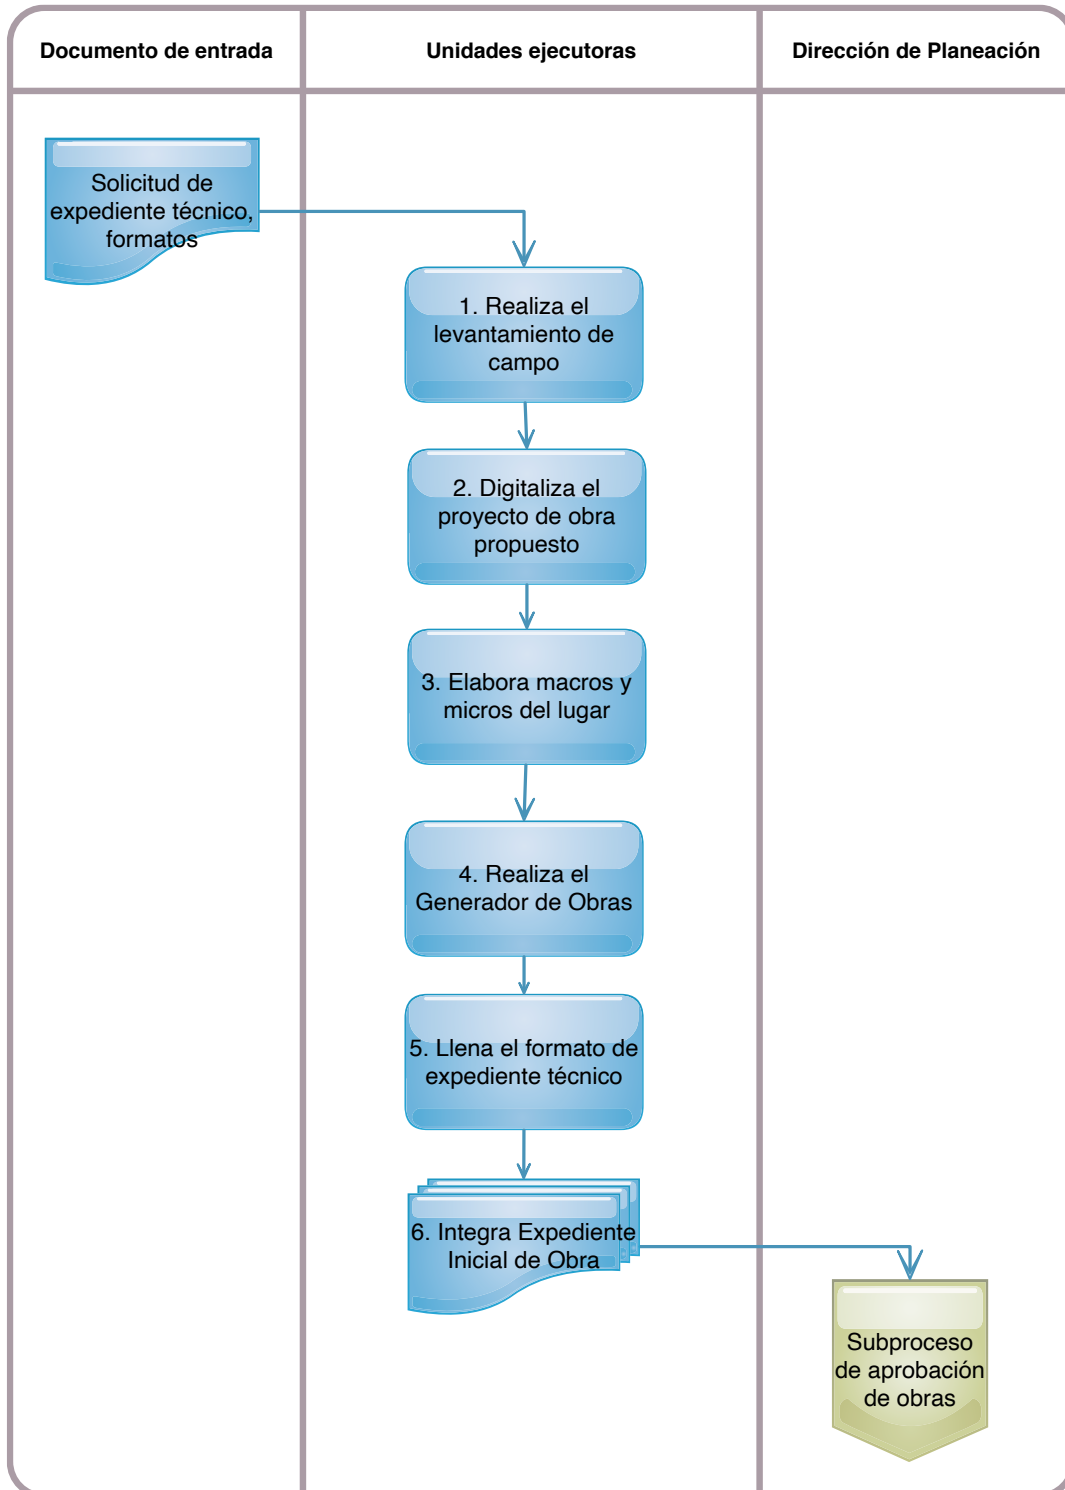 Documento de entrada
Unidades ejecutoras
Dirección de Planeación
Solicitud de
expediente técnico,
formatos
1. Realiza el
levantamiento de
campo
2. Digitaliza el
proyecto de obra
propuesto
3. Elabora macros y
micros del lugar
4. Realiza el
Generador de Obras
5. Llena el formato de
expediente técnico
6. Integra Expediente
Inicial de Obra
Subproceso
de aprobación
de obras